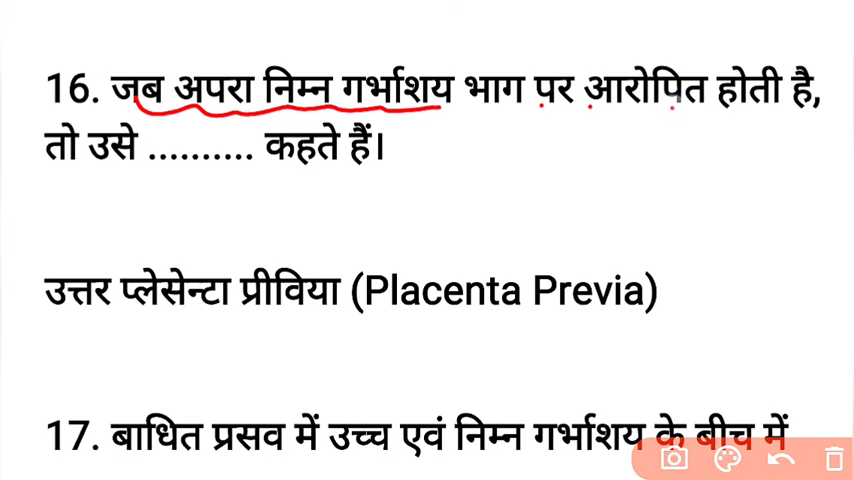 16. जब अपरा निम्न गर्भाशय भाग पर आरोपित होती है,
तो उसे .......... कहते हैं।
उत्तर प्लेसेन्टा प्रीविया (Placenta Previa)
17. बाधित प्रसव में उच्च एवं निम्न गर्भाशय के बीच में